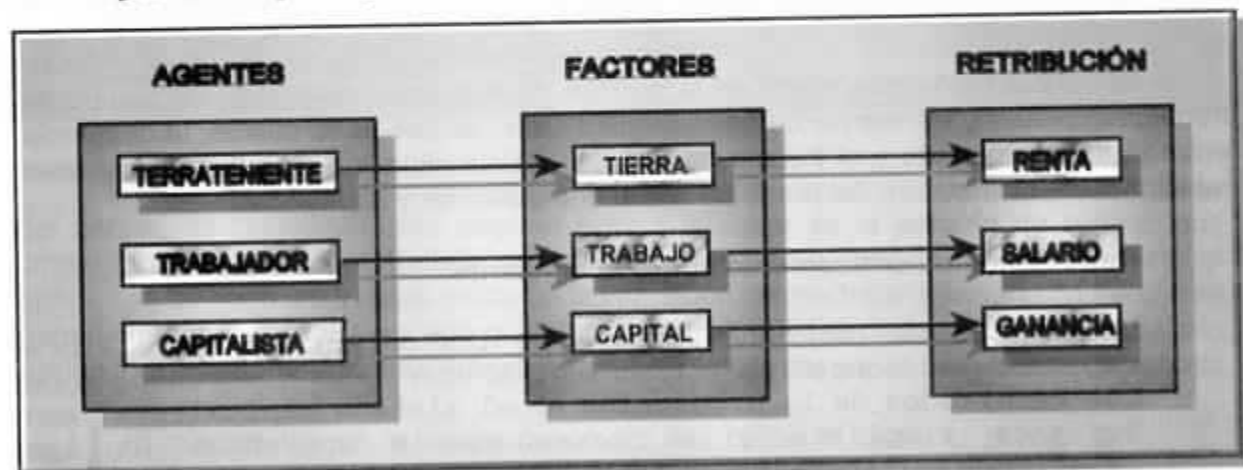 AGENTES FACTORES RETRIBUCIÓN
TERRATENIENTE TIERRA RENTA
TRABAJADOR TRABAJO SALARIO
CAPITALISTA CAPITAL GANANCIA